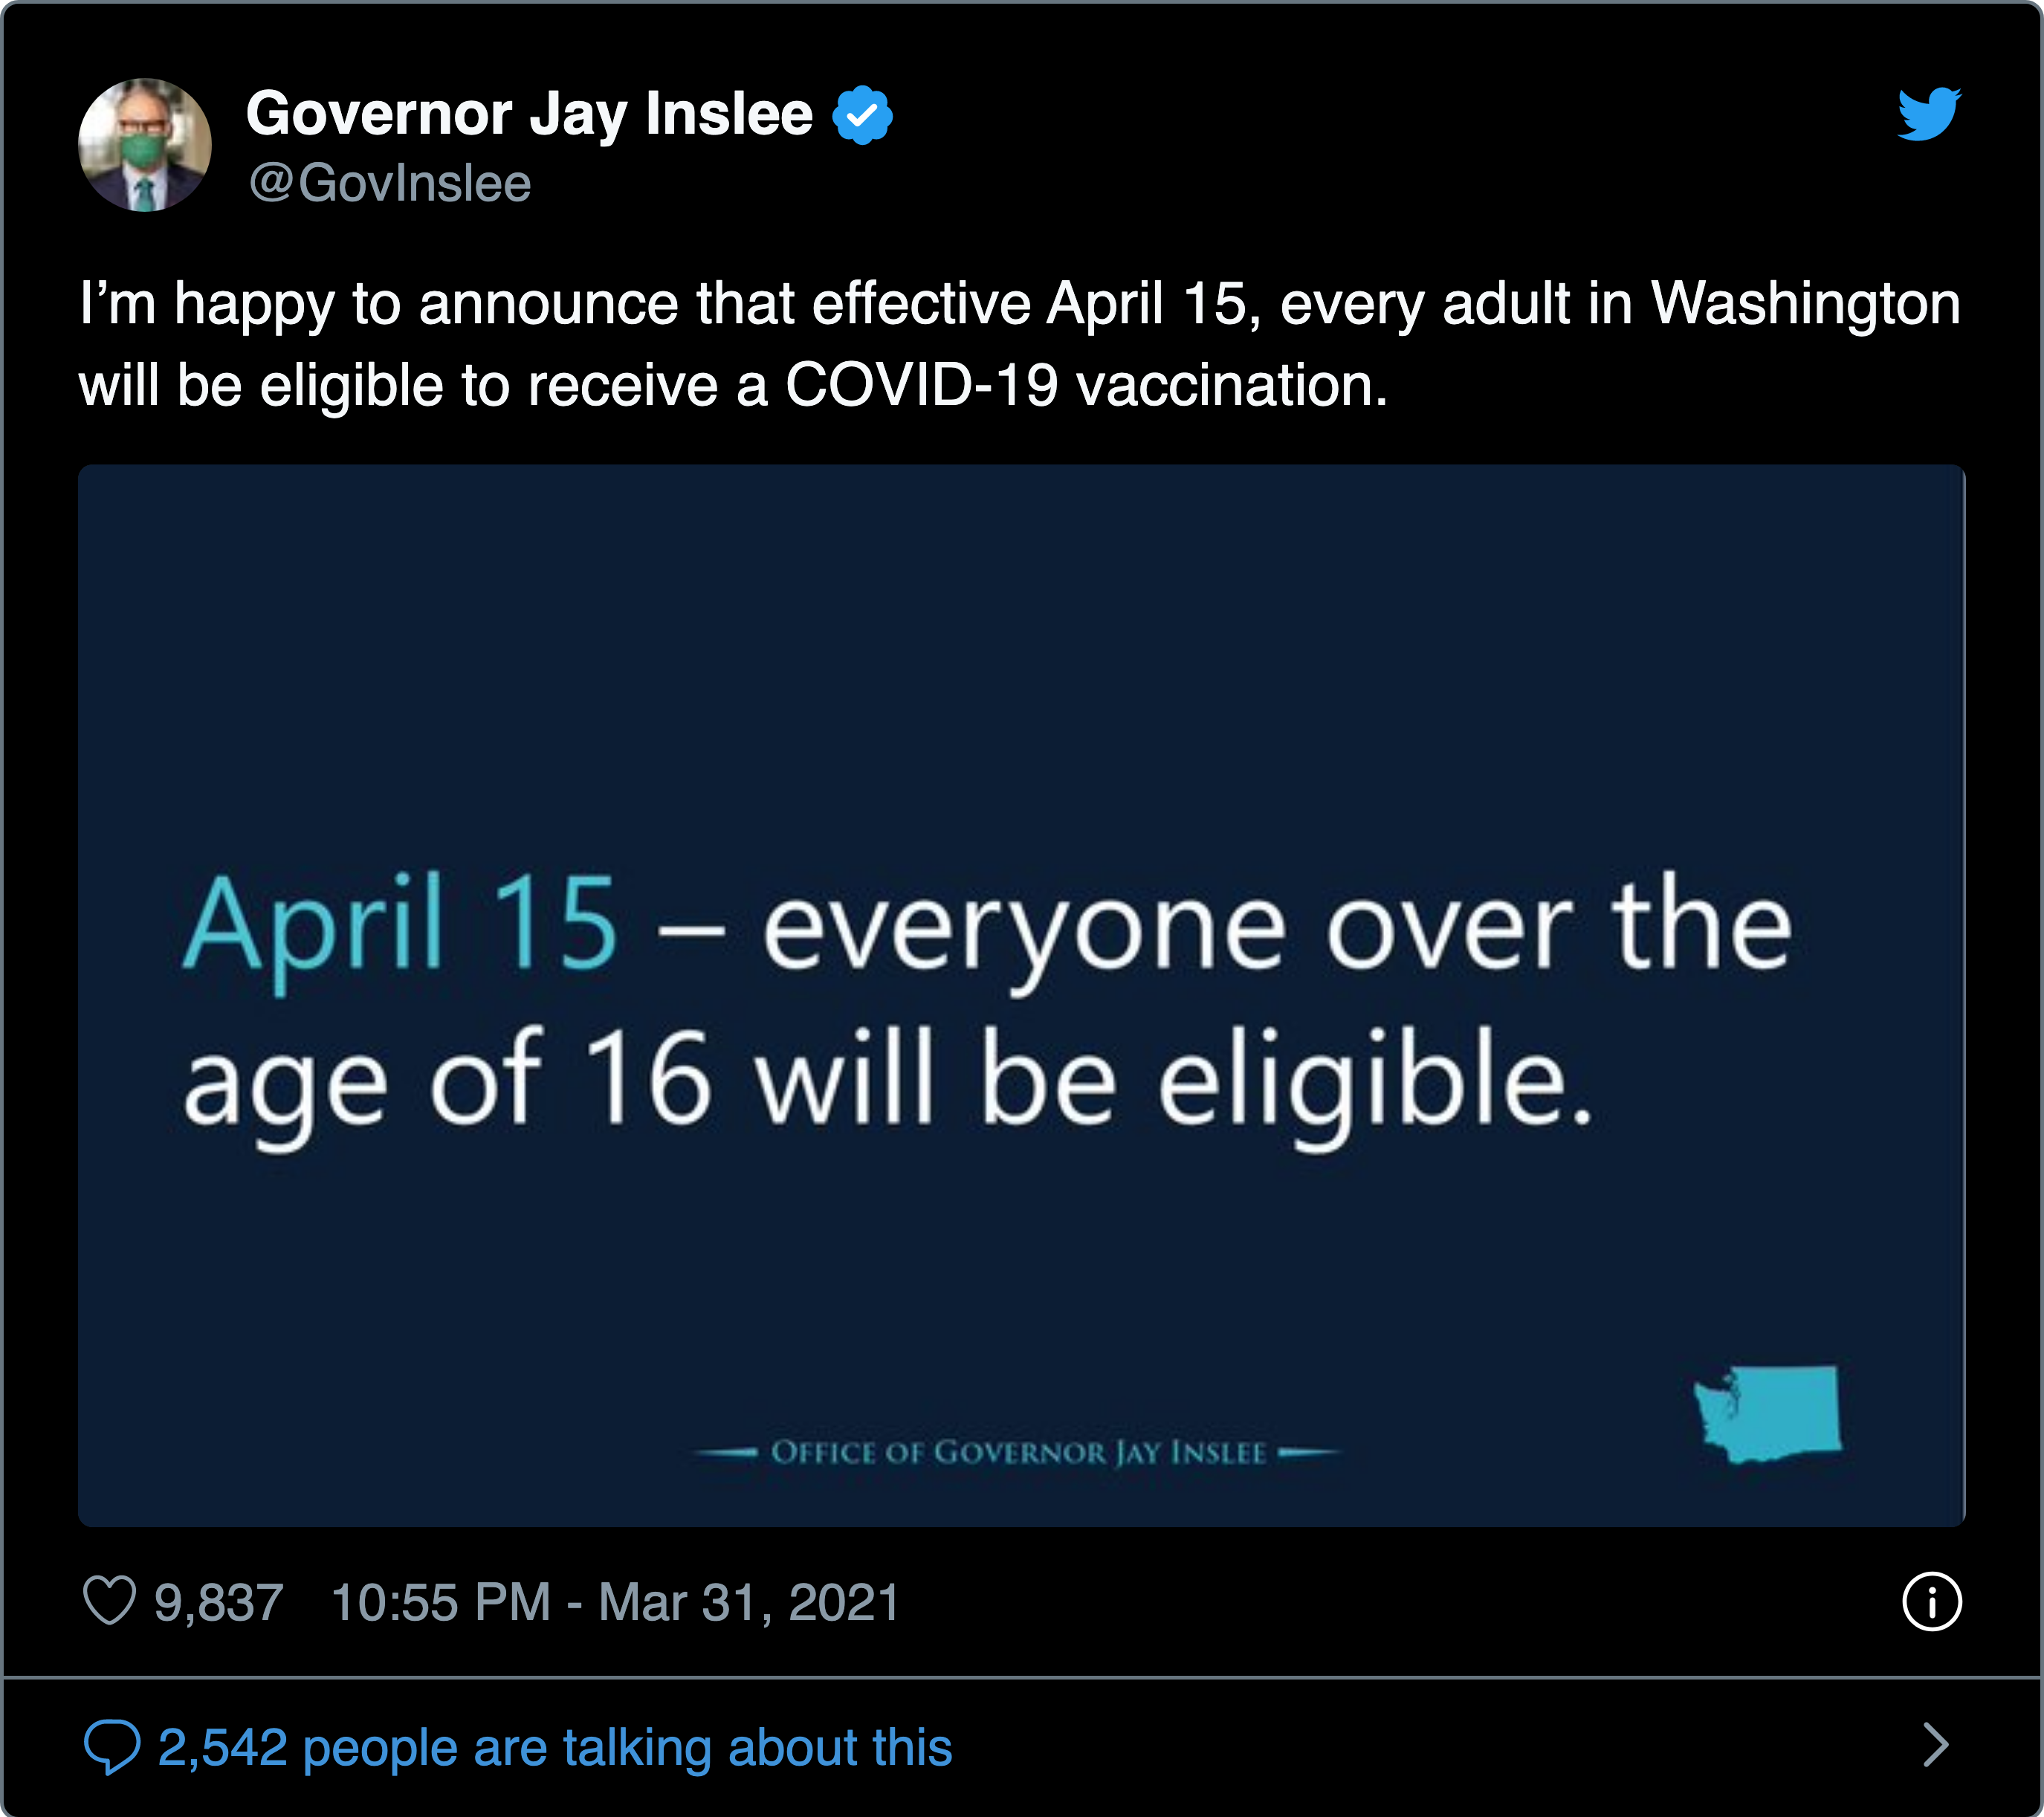 Governor Jay Inslee
@GovInslee
I’m happy to announce that effective April 15, every adult in Washington
will be eligible to receive a COVID-19 vaccination.
April 15 – everyone over the
age of 16 will be eligible.
OFFICE OF GOVERNOR JAY INSLEE
9,837 10:55 PM - Mar 31, 2021
2,542 people are talking about this